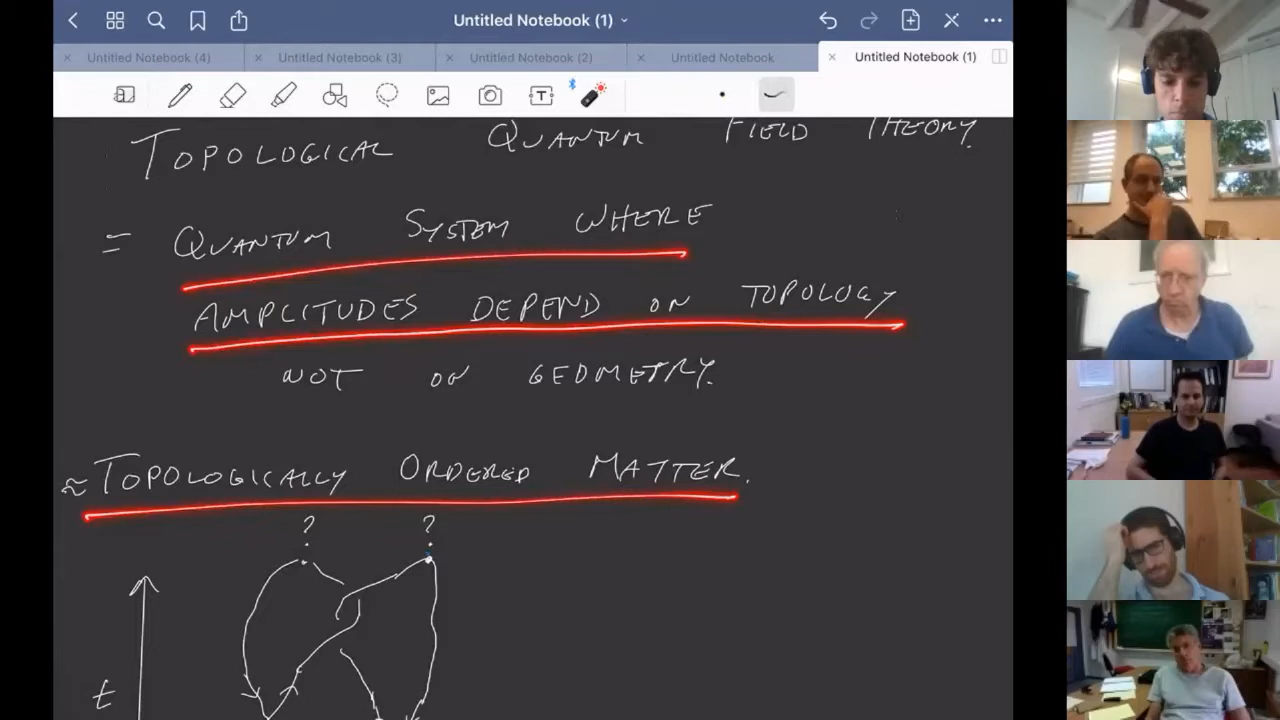 Untitled Notebook (1)
Untitled Notebook (4)
Untitled Notebook (3)
Untitled Notebook (2)
Untitled Notebook
Untitled Notebook (1)
T
TOPOLOGICAL QUANTUM FIELD THEORY.
= QUANTUM SYSTEM WHERE
AMPLITUDES DEPEND ON TOPOLOGY
NOT ON GEOMETRY.
≈ TOPOLOGICALLY ORDERED MATTER.
? ?
t